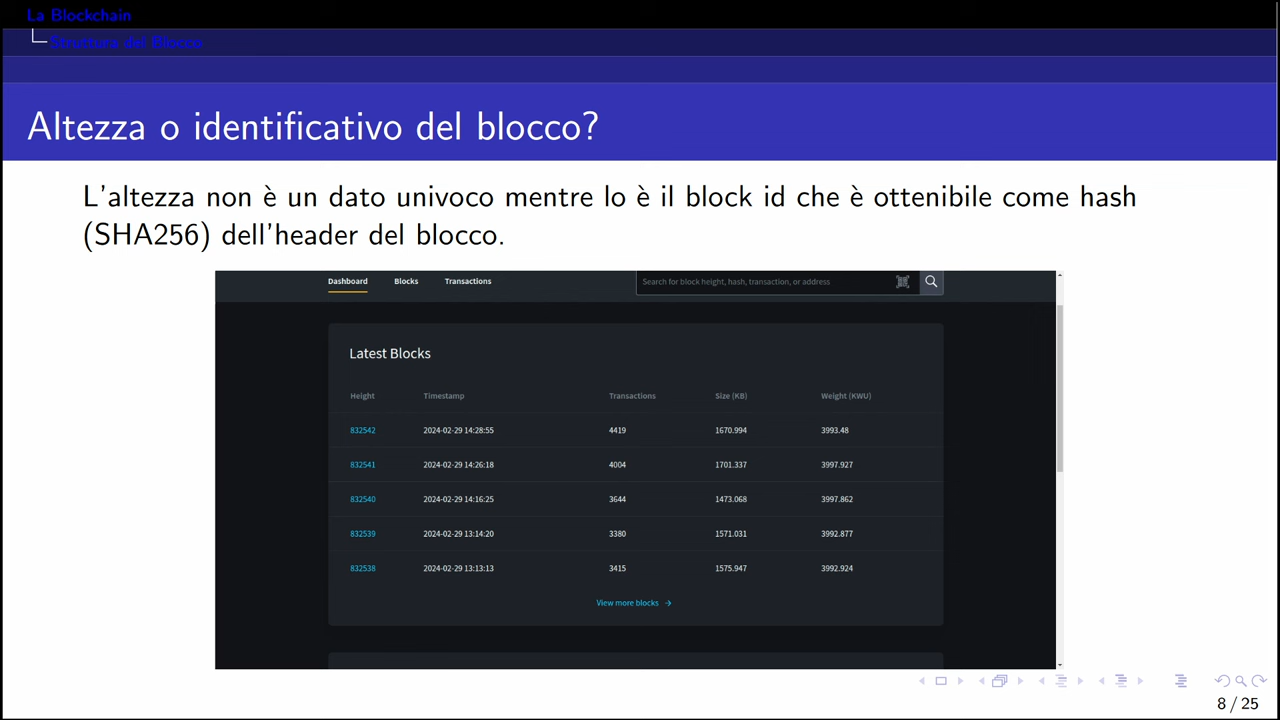 La Blockchain
Struttura del Blocco
Altezza o identificativo del blocco?
L'altezza non è un dato univoco mentre lo è il block id che è ottenibile come hash
(SHA256) dell'header del blocco.
Dashboard Blocks Transactions Search for block height, hash, transaction, or address
Latest Blocks
Height Timestamp Transactions Size (KB) Weight (KWU)
832542 2024-02-29 14:28:55 4419 1670.994 3993.48
832541 2024-02-29 14:26:18 4004 1701.337 3997.927
832540 2024-02-29 14:16:25 3644 1473.068 3997.862
832539 2024-02-29 13:14:20 3380 1571.031 3992.877
832538 2024-02-29 13:13:13 3415 1575.947 3992.924
View more blocks →
8 / 25